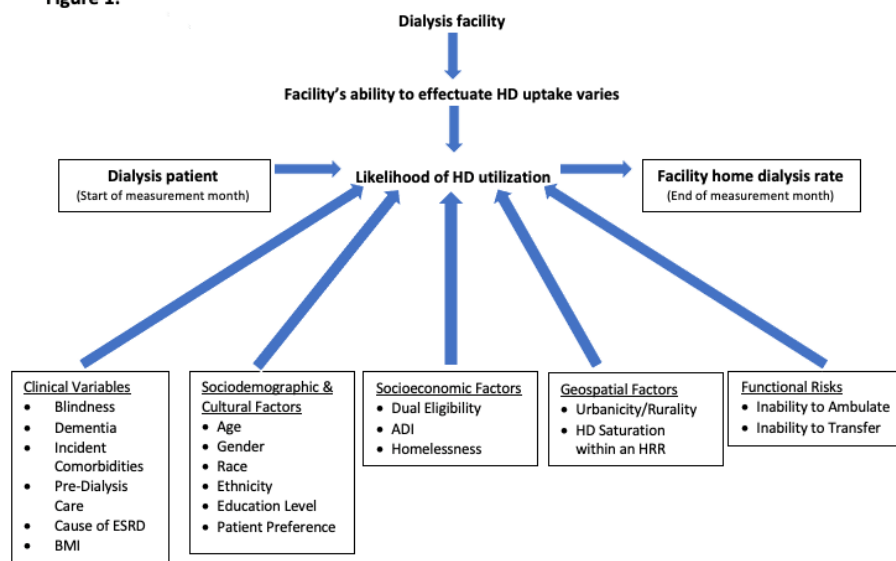 Figure 1.
Dialysis facility
Facility's ability to effectuate HD uptake varies
Dialysis patient
(Start of measurement month)
Likelihood of HD utilization
Facility home dialysis rate
(End of measurement month)
Clinical Variables
• Blindness
• Dementia
• Incident
Comorbidities
• Pre-Dialysis
Care
• Cause of ESRD
• BMI
Sociodemographic &
Cultural Factors
• Age
• Gender
• Race
• Ethnicity
• Education Level
• Patient Preference
Socioeconomic Factors
• Dual Eligibility
• ADI
• Homelessness
Geospatial Factors
• Urbanicity/Rurality
• HD Saturation
within an HRR
Functional Risks
• Inability to Ambulate
• Inability to Transfer